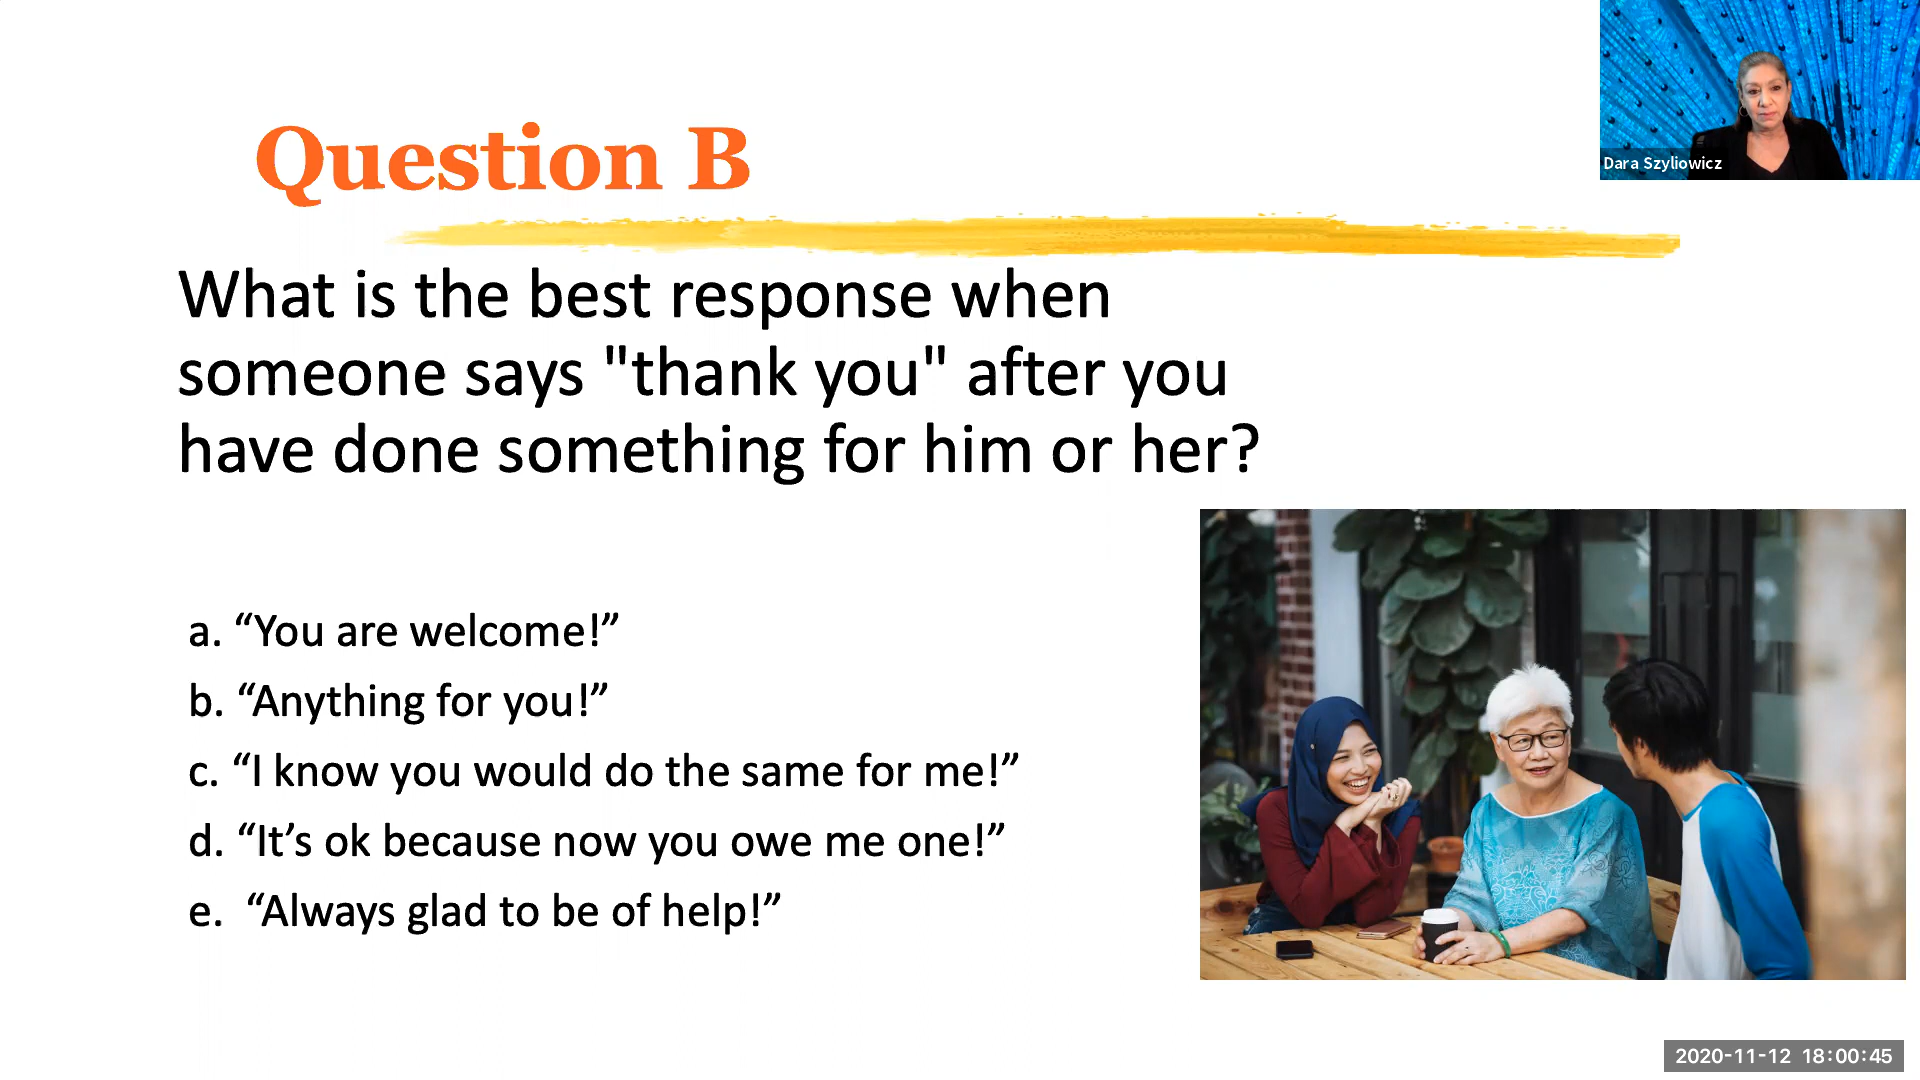 Question B
Dara Szyliowicz
What is the best response when
someone says "thank you" after you
have done something for him or her?
a. “You are welcome!”
b. “Anything for you!”
c. “I know you would do the same for me!”
d. “It’s ok because now you owe me one!”
e. “Always glad to be of help!”
2020-11-12 18:00:45